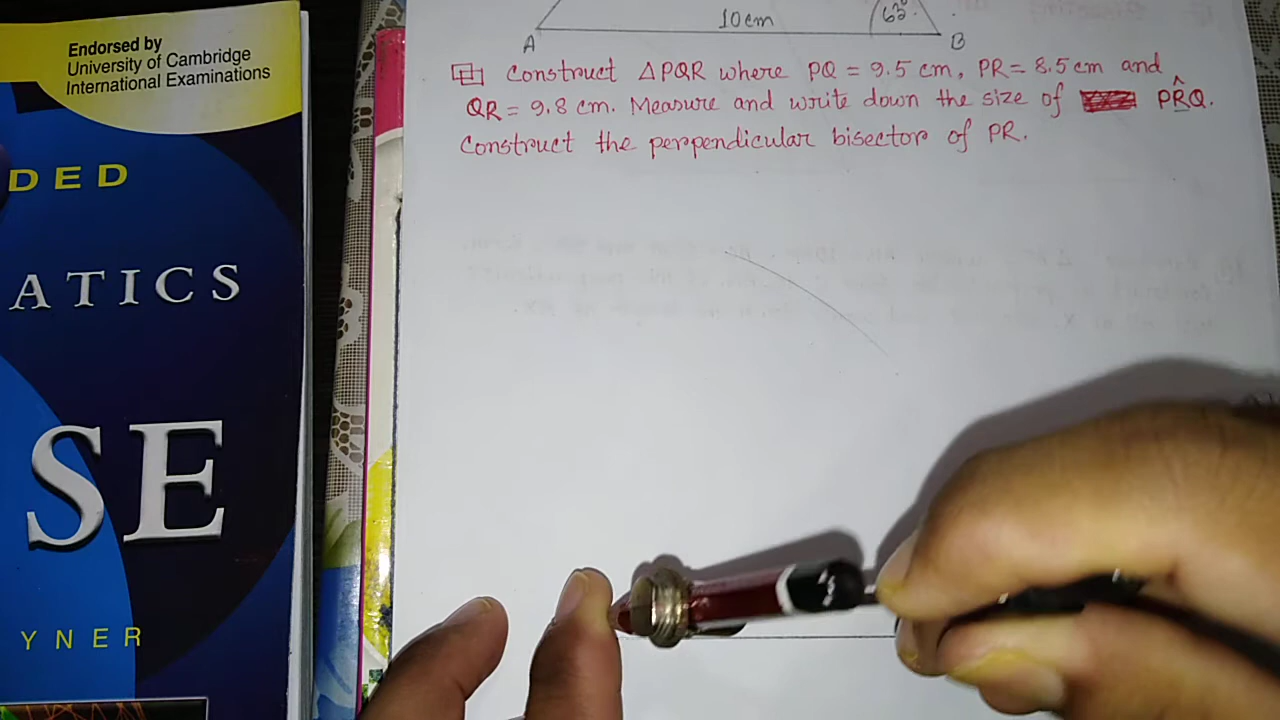 Endorsed by
University of Cambridge
International Examinations
DED
ATICS
SE
YNER
10cm
63°
A
B
Construct △PQR where PQ = 9.5 cm, PR = 8.5 cm and
QR = 9.8 cm. Measure and write down the size of PR̂Q.
Construct the perpendicular bisector of PR.